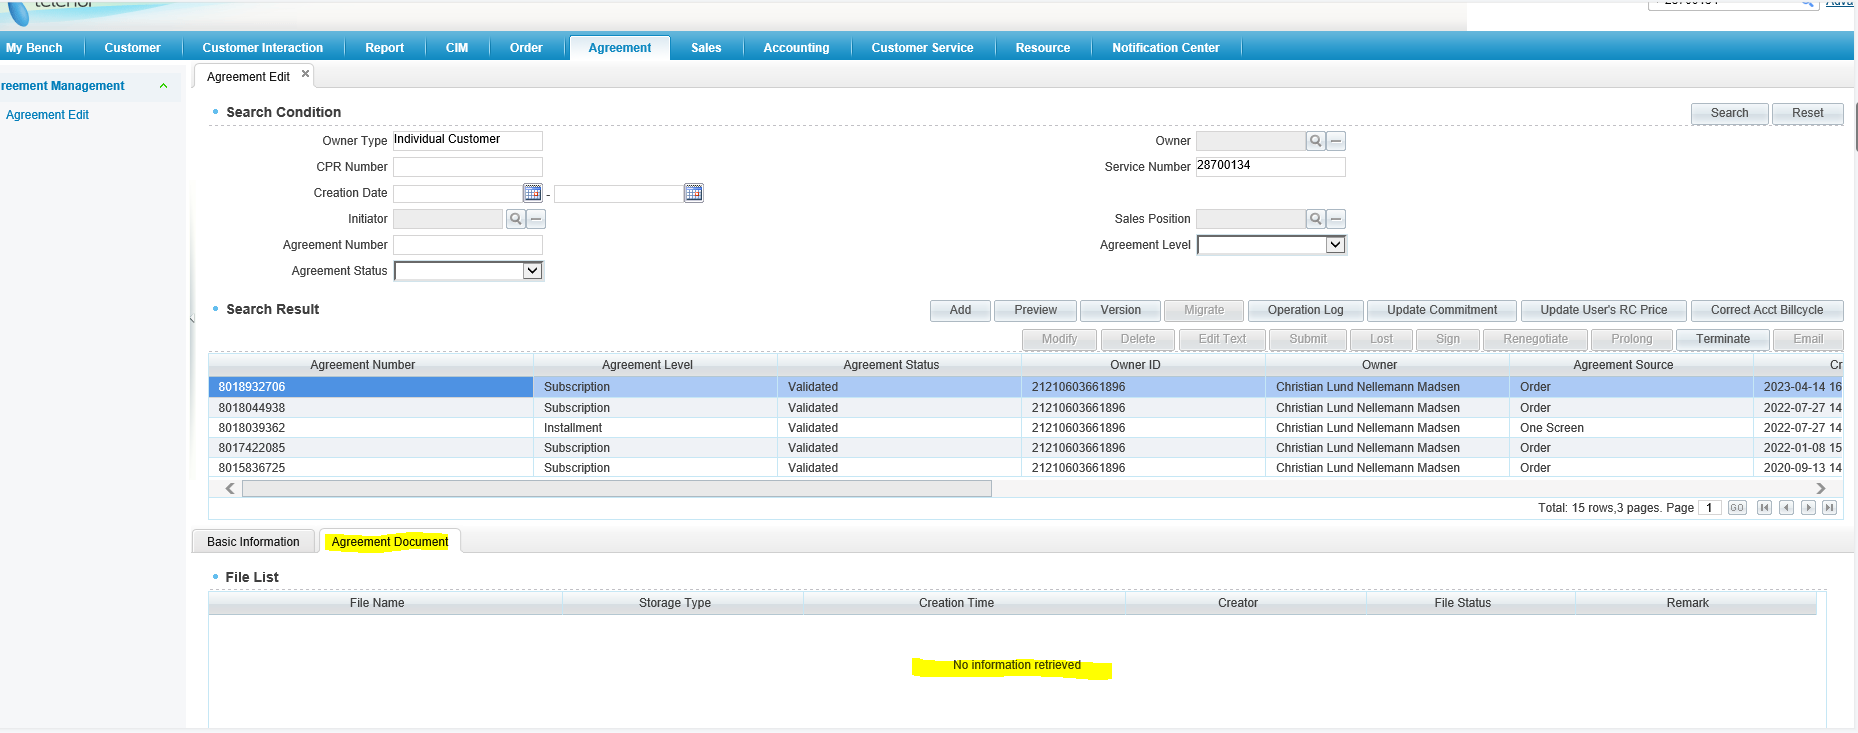 My Bench Customer Customer Interaction Report CIM Order Agreement Sales Accounting Customer Service Resource Notification Center
reement Management
Agreement Edit
Agreement Edit
Search Condition Search Reset
Owner Type Individual Customer Owner
CPR Number Service Number 28700134
Creation Date -
Initiator Sales Position
Agreement Number Agreement Level
Agreement Status
Search Result Add Preview Version Migrate Operation Log Update Commitment Update User's RC Price Correct Acct Billcycle
Modify Delete Edit Text Submit Lost Sign Renegotiate Prolong Terminate Email
Agreement Number Agreement Level Agreement Status Owner ID Owner Agreement Source Cr
8018932706 Subscription Validated 21210603661896 Christian Lund Nellemann Madsen Order 2023-04-14 16
8018044938 Subscription Validated 21210603661896 Christian Lund Nellemann Madsen Order 2022-07-27 14
8018039362 Installment Validated 21210603661896 Christian Lund Nellemann Madsen One Screen 2022-07-27 14
8017422085 Subscription Validated 21210603661896 Christian Lund Nellemann Madsen Order 2022-01-08 15
8015836725 Subscription Validated 21210603661896 Christian Lund Nellemann Madsen Order 2020-09-13 14
Total: 15 rows,3 pages. Page 1 GO
Basic Information Agreement Document
File List
File Name Storage Type Creation Time Creator File Status Remark
No information retrieved